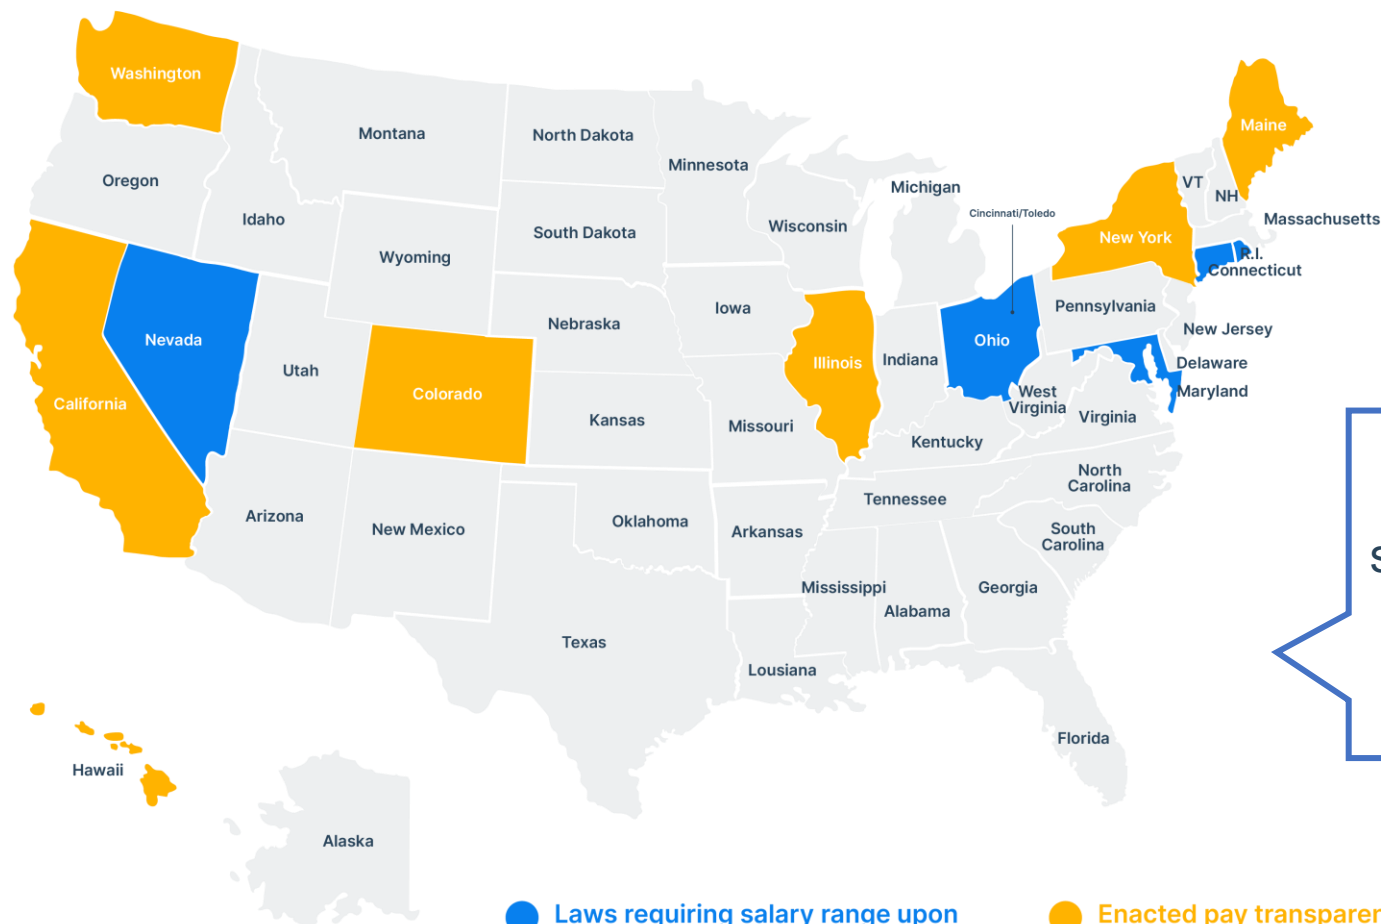 Washington
Montana
North Dakota
Minnesota
Oregon
Idaho
Wyoming
South Dakota
Wisconsin
Michigan
Cincinnati/Toledo
Maine
VT
NH
Massachusetts
New York
R.I.
Connecticut
Pennsylvania
New Jersey
Delaware
Maryland
Nevada
Utah
Colorado
Nebraska
Iowa
Illinois
Indiana
Ohio
West
Virginia
Virginia
California
Kansas
Missouri
Kentucky
North
Carolina
Tennessee
South
Carolina
Arizona
New Mexico
Oklahoma
Arkansas
Mississippi
Alabama
Georgia
Texas
Lousiana
Florida
Hawaii
Alaska
S
Laws requiring salary range upon
Enacted pay transparen